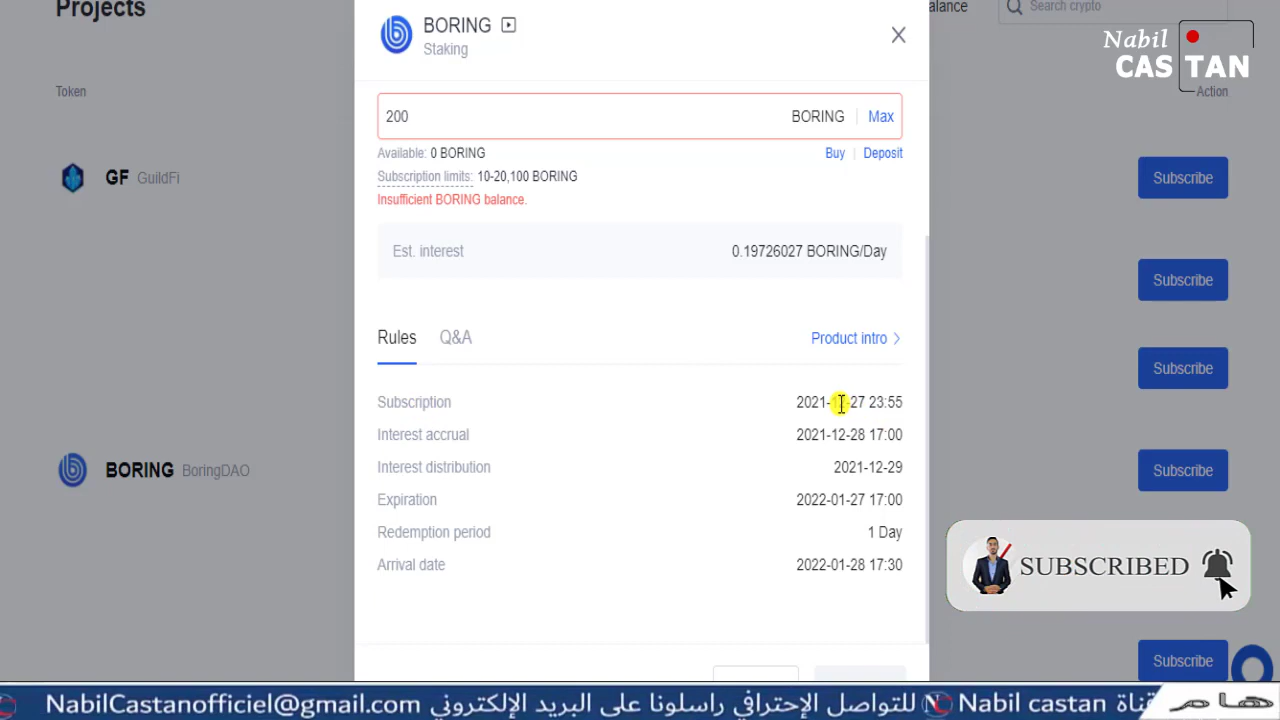 Projects
alance
Search crypto
Nabil
CASTAN
Token
Action
BORING
Staking
200
BORING
Max
Available: 0 BORING
Buy
Deposit
Subscription limits: 10-20,100 BORING
Insufficient BORING balance.
Est. interest
0.19726027 BORING/Day
Rules
Q&A
Product intro
Subscription
23:55
Interest accrual
2021-12-28 17:00
Interest distribution
2021-12-29
Expiration
2022-01-27 17:00
Redemption period
1 Day
Arrival date
2022-01-28 17:30
GF GuildFi
Subscribe
Subscribe
Subscribe
BORING BoringDAO
Subscribe
SUBSCRIBED
Subscribe
هام
قناة Nabil castan
للتواصل الإحترافي راسلونا على البريد الإلكتروني NabilCastanofficiel@gmail.com